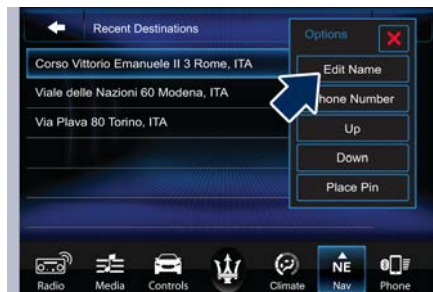 Recent Destinations
Options
Corso Vittorio Emanuele II 3 Rome, ITA
Edit Name
Viale delle Nazioni 60 Modena, ITA
hone Number
Via Plava 80 Torino, ITA
Up
Down
Place Pin
NE
Radio
Media
Controls
Climate
Nav
Phone